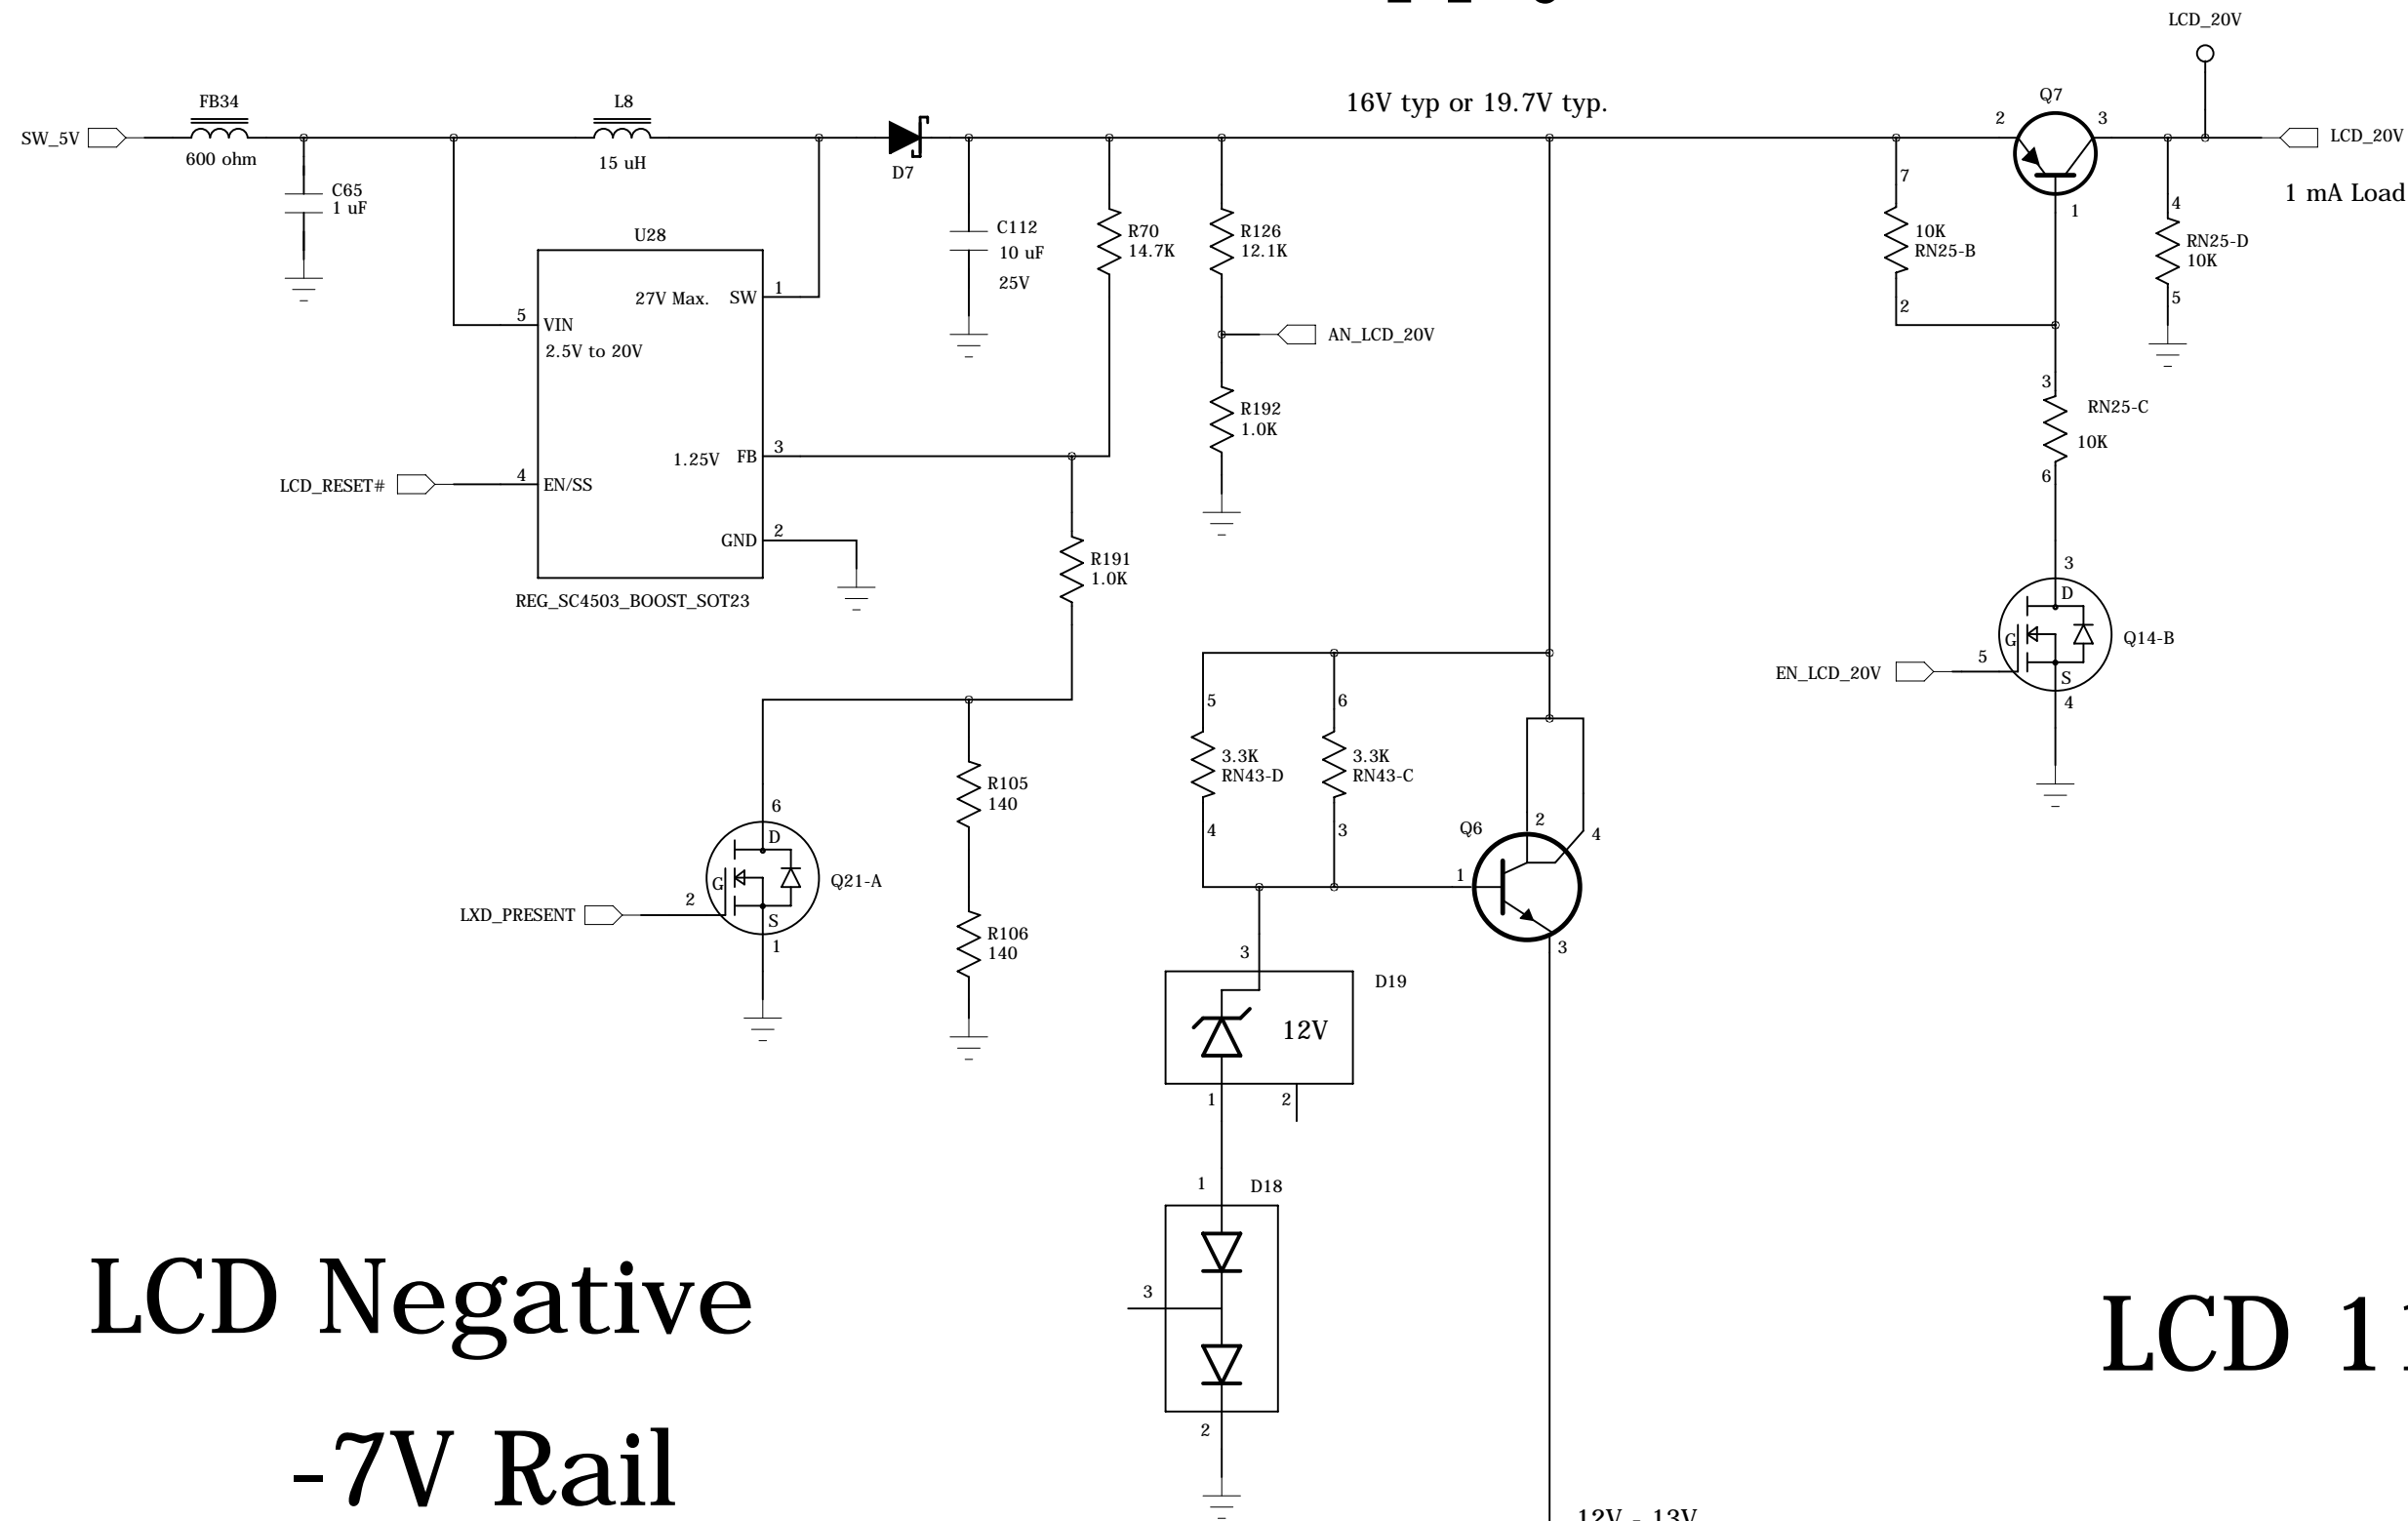 LCD_20V
16V typ or 19.7V typ.
FB34
L8
Q7
2
3
SW_5V
LCD_20V
600 ohm
15 uH
D7
1 mA Load
C65
1 uF
7
1
4
U28
C112
10 uF
25V
R70
14.7K
R126
12.1K
10K
RN25-B
RN25-D
10K
27V Max.
SW
1
5
VIN
2.5V to 20V
2
5
AN_LCD_20V
3
RN25-C
10K
R192
1.0K
1.25V
FB
3
LCD_RESET#
4
EN/SS
6
GND
2
R191
1.0K
REG_SC4503_BOOST_SOT23
3
D
G
Q14-B
EN_LCD_20V
5
S
4
5
6
3.3K
RN43-D
3.3K
RN43-C
R105
140
6
D
4
3
Q6
2
4
1
G
Q21-A
LXD_PRESENT
2
S
1
R106
140
3
3
D19
12V
1
2
1
D18
3
2
LCD Negative
-7V Rail
LCD 1
12V - 13V